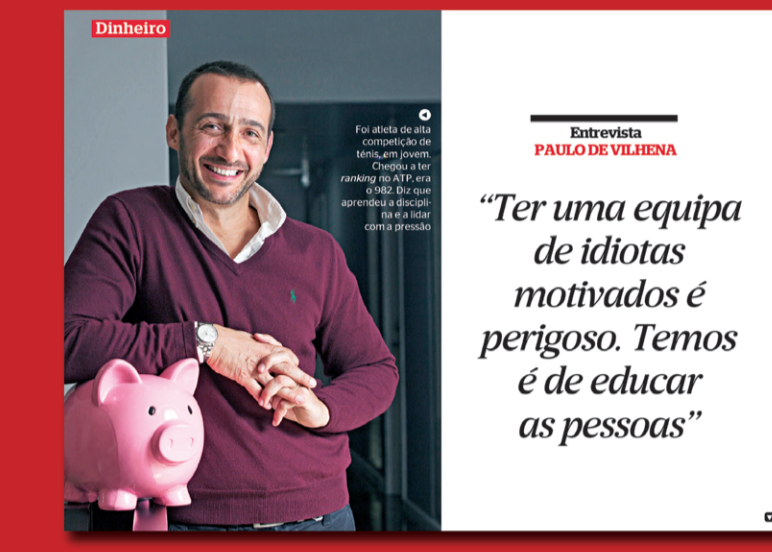 Dinheiro
Foi atleta de alta
competição de
ténis, em jovem.
Chegou a ter
ranking no ATP, era
o 982. Diz que
aprendeu a discipli-
na e a lidar
com a pressão
Entrevista
PAULO DE VILHENA
“Ter uma equipa
de idiotas
motivados é
perigoso. Temos
é de educar
as pessoas”